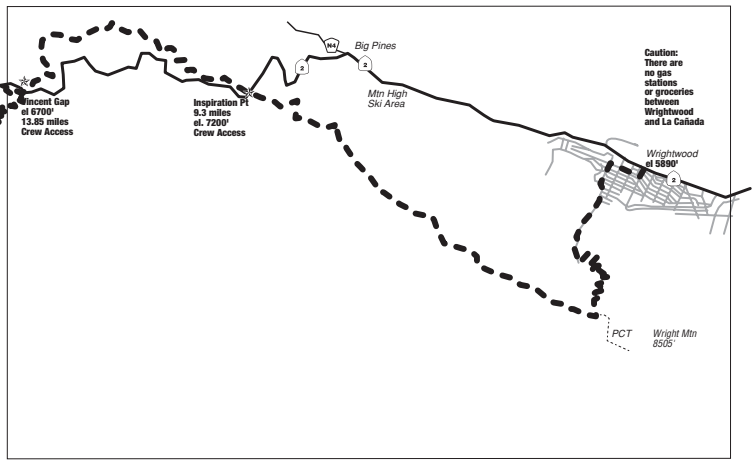 N4
Big Pines
2
2
Mtn High
Ski Area
Caution:
There are
no gas
stations
or groceries
between
Wrightwood
and La Cañada
Vincent Gap
el 6700'
13.85 miles
Crew Access
Inspiration Pt
9.3 miles
el. 7200'
Crew Access
Wrightwood
el 5890'
2
PCT
Wright Mtn
8505'